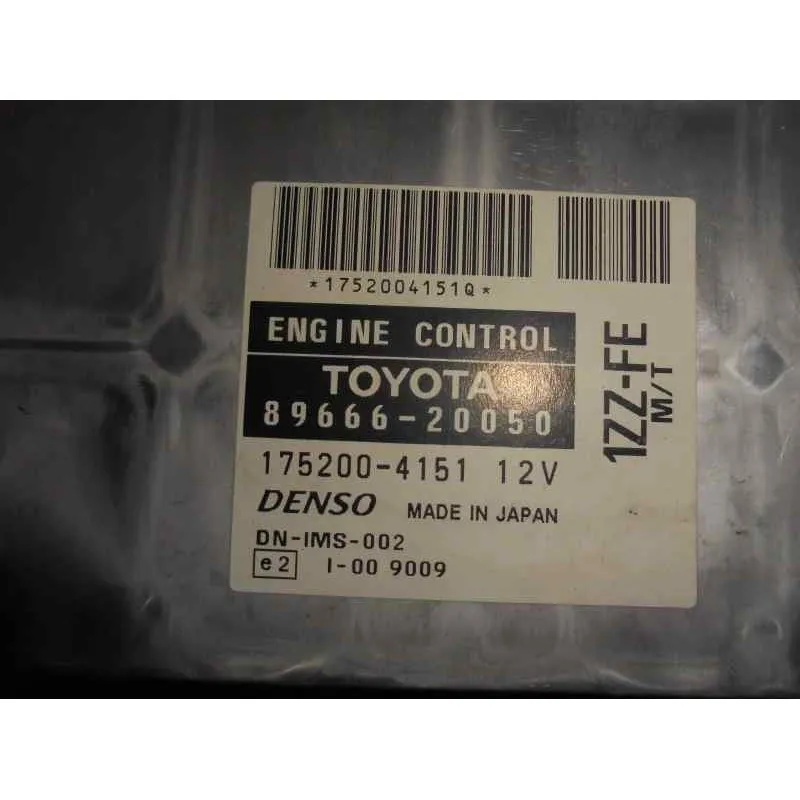 *1752004151Q*
ENGINE CONTROL
TOYOTA
89666-20050
175200-4151 12V
DENSO MADE IN JAPAN
DN-IMS-002
e2 I-00 9009
1ZZ-FE
M/T